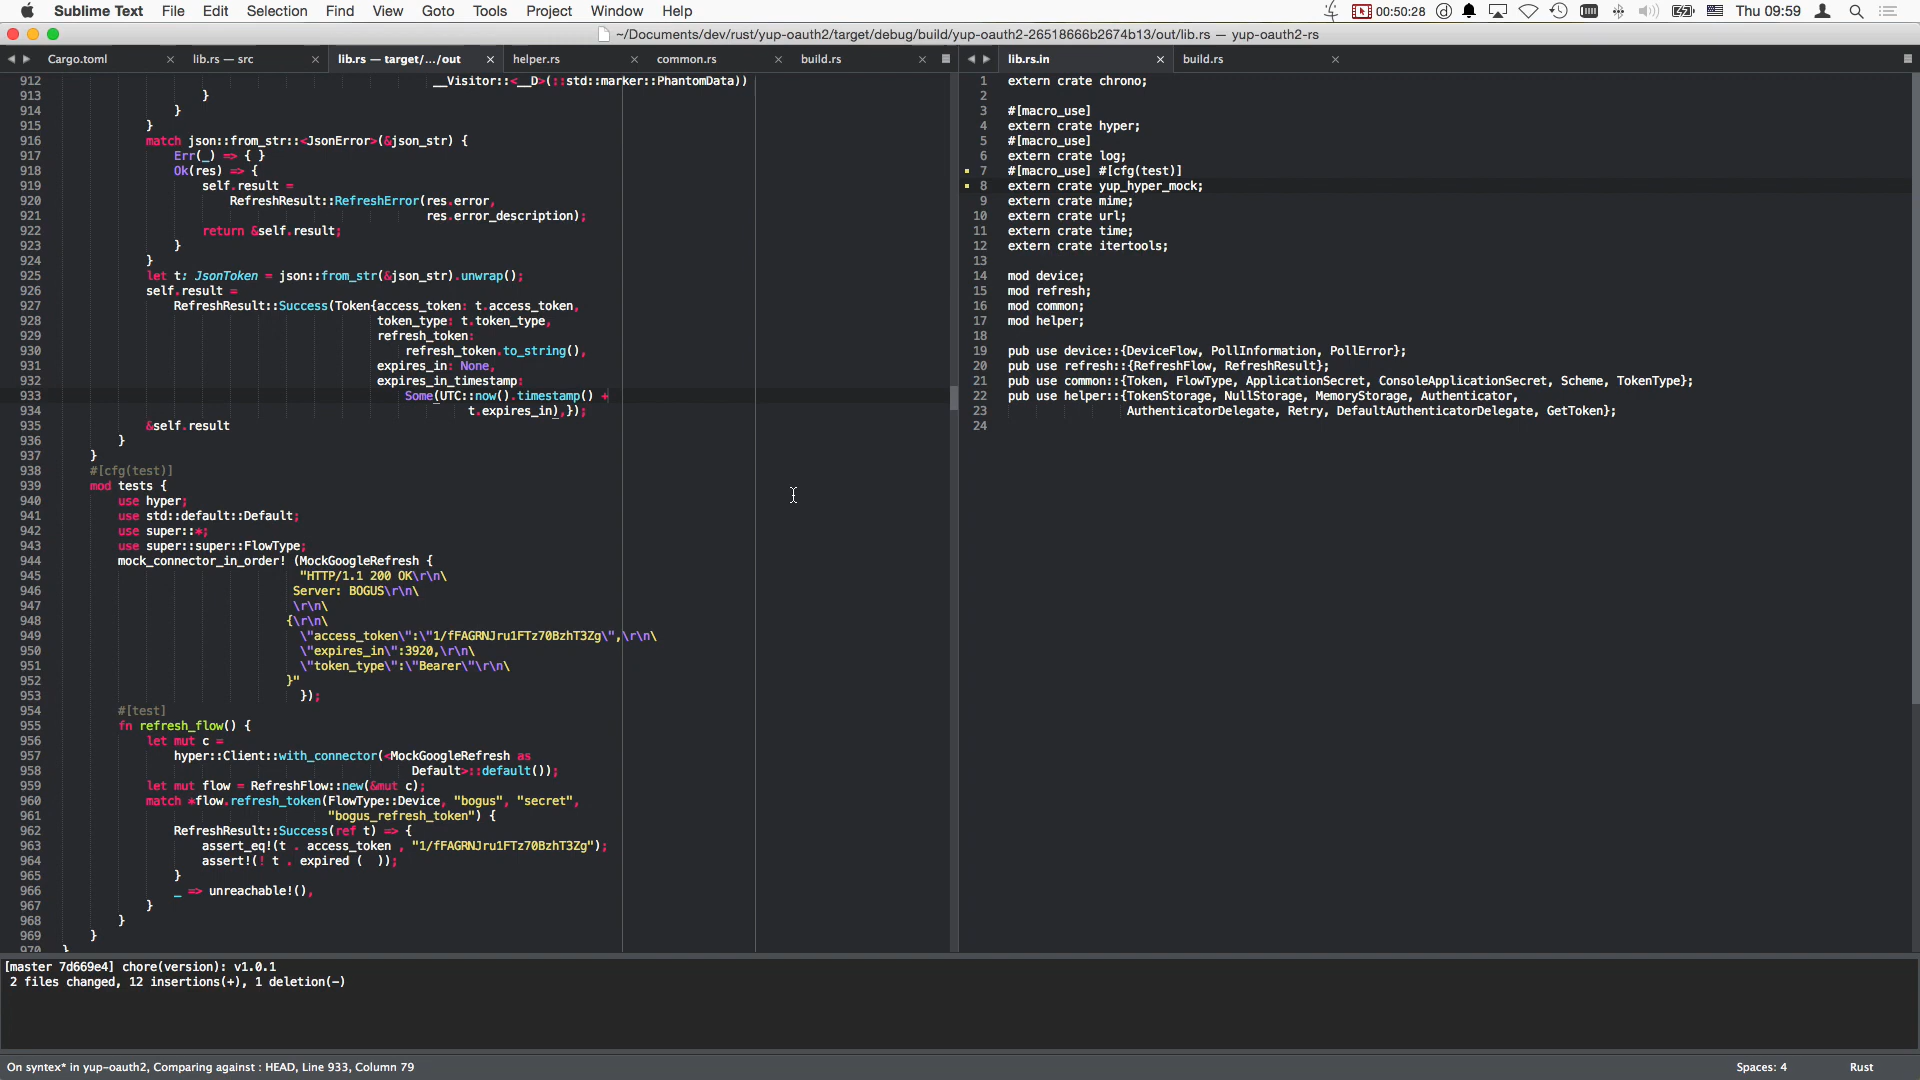 Sublime Text File Edit Selection Find View Goto Tools Project Window Help 00:50:28 Thu 09:59
~/Documents/dev/rust/yup-oauth2/target/debug/build/yup-oauth2-26518666b2674b13/out/lib.rs — yup-oauth2-rs
Cargo.toml lib.rs — src lib.rs — target/…/out helper.rs common.rs build.rs
912 __Visitor::<__D>(::std::marker::PhantomData))
913 }
914 }
915 }
916 match json::from_str::<JsonError>(&json_str) {
917 Err(_) => { }
918 Ok(res) => {
919 self.result =
920 RefreshResult::RefreshError(res.error,
921 res.error_description);
922 return &self.result;
923 }
924 }
925 let t: JsonToken = json::from_str(&json_str).unwrap();
926 self.result =
927 RefreshResult::Success(Token{access_token: t.access_token,
928 token_type: t.token_type,
929 refresh_token:
930 refresh_token.to_string(),
931 expires_in: None,
932 expires_in_timestamp:
933 Some(UTC::now().timestamp() +
934 t.expires_in),});
935 &self.result
936 }
937 }
938 #[cfg(test)]
939 mod tests {
940 use hyper;
941 use std::default::Default;
942 use super::*;
943 use super::super::FlowType;
944 mock_connector_in_order! (MockGoogleRefresh {
945 "HTTP/1.1 200 OK\r\n\
946 Server: BOGUS\r\n\
947 \r\n\
948 {\r\n\
949 \"access_token\":\"1/fFAGRNJru1FTz70BzhT3Zg\",\r\n\
950 \"expires_in\":3920,\r\n\
951 \"token_type\":\"Bearer\"\r\n\
952 }"
953 });
954 #[test]
955 fn refresh_flow() {
956 let mut c =
957 hyper::Client::with_connector(<MockGoogleRefresh as
958 Default>::default());
959 let mut flow = RefreshFlow::new(&mut c);
960 match *flow.refresh_token(FlowType::Device, "bogus", "secret",
961 "bogus_refresh_token") {
962 RefreshResult::Success(ref t) => {
963 assert_eq!(t . access_token , "1/fFAGRNJru1FTz70BzhT3Zg");
964 assert!(! t . expired (  ));
965 }
966 _ => unreachable!(),
967 }
968 }
969 }
970 }
lib.rs.in build.rs
1 extern crate chrono;
2
3 #[macro_use]
4 extern crate hyper;
5 #[macro_use]
6 extern crate log;
7 #[macro_use] #[cfg(test)]
8 extern crate yup_hyper_mock;
9 extern crate mime;
10 extern crate url;
11 extern crate time;
12 extern crate itertools;
13
14 mod device;
15 mod refresh;
16 mod common;
17 mod helper;
18
19 pub use device::{DeviceFlow, PollInformation, PollError};
20 pub use refresh::{RefreshFlow, RefreshResult};
21 pub use common::{Token, FlowType, ApplicationSecret, ConsoleApplicationSecret, Scheme, TokenType};
22 pub use helper::{TokenStorage, NullStorage, MemoryStorage, Authenticator,
23 AuthenticatorDelegate, Retry, DefaultAuthenticatorDelegate, GetToken};
24
[master 7d669e4] chore(version): v1.0.1
2 files changed, 12 insertions(+), 1 deletion(-)
On syntex* in yup-oauth2, Comparing against : HEAD, Line 933, Column 79 Spaces: 4 Rust